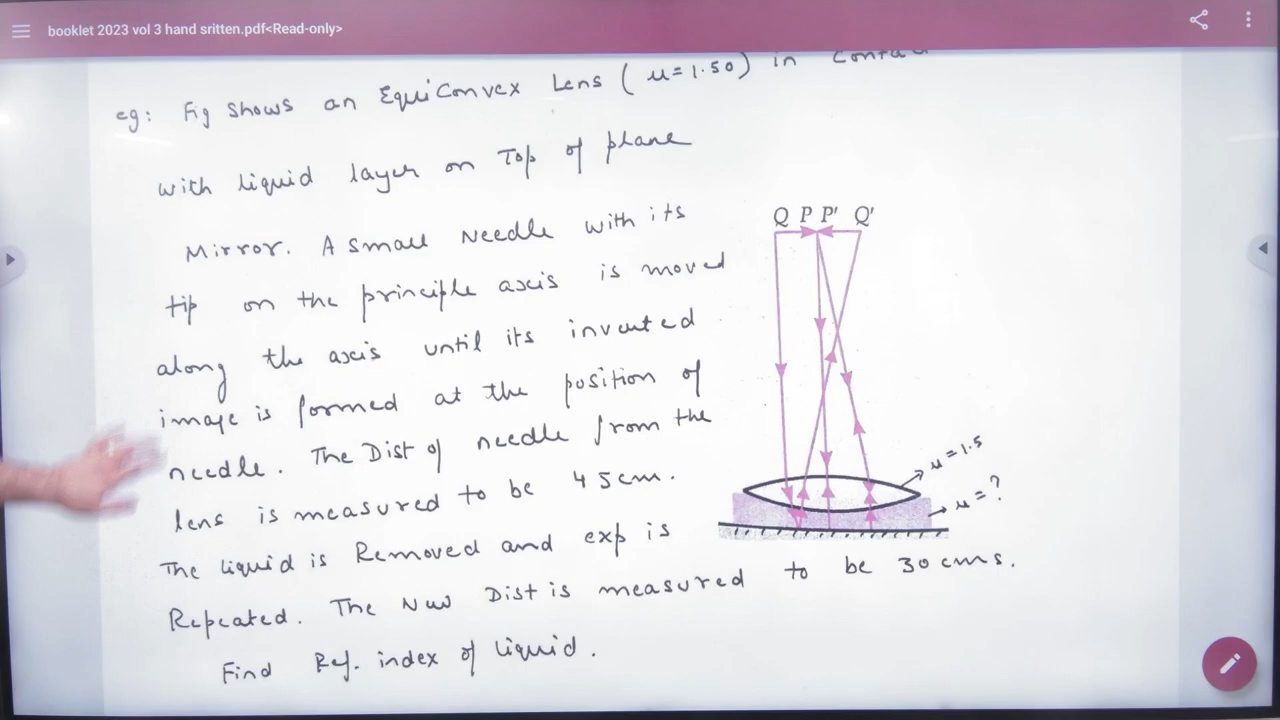 booklet 2023 vol 3 hand sritten.pdf<Read-only>
eg: Fig shows an EquiConvex Lens ( μ=1.50) in
with liquid layer on Top of plane
Mirror. A small Needle with its
tip on the principle axis is moved
along the axis until its inverted
image is formed at the position of
needle. The Dist of needle from the
lens is measured to be 45cm.
The liquid is Removed and exp is
Repeated. The New Dist is measured to be 30 cms.
Find Ref. index of liquid.
Q P P' Q'
μ=1.5
μ=?